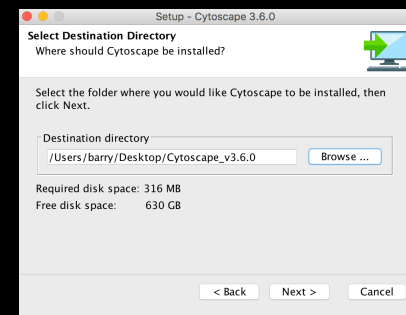 Setup - Cytoscape 3.6.0
Select Destination Directory
Where should Cytoscape be installed?
Select the folder where you would like Cytoscape to be installed, then
click Next.
Destination directory
/Users/barry/Desktop/Cytoscape_v3.6.0
Browse ...
Required disk space: 316 MB
Free disk space: 630 GB
< Back Next > Cancel